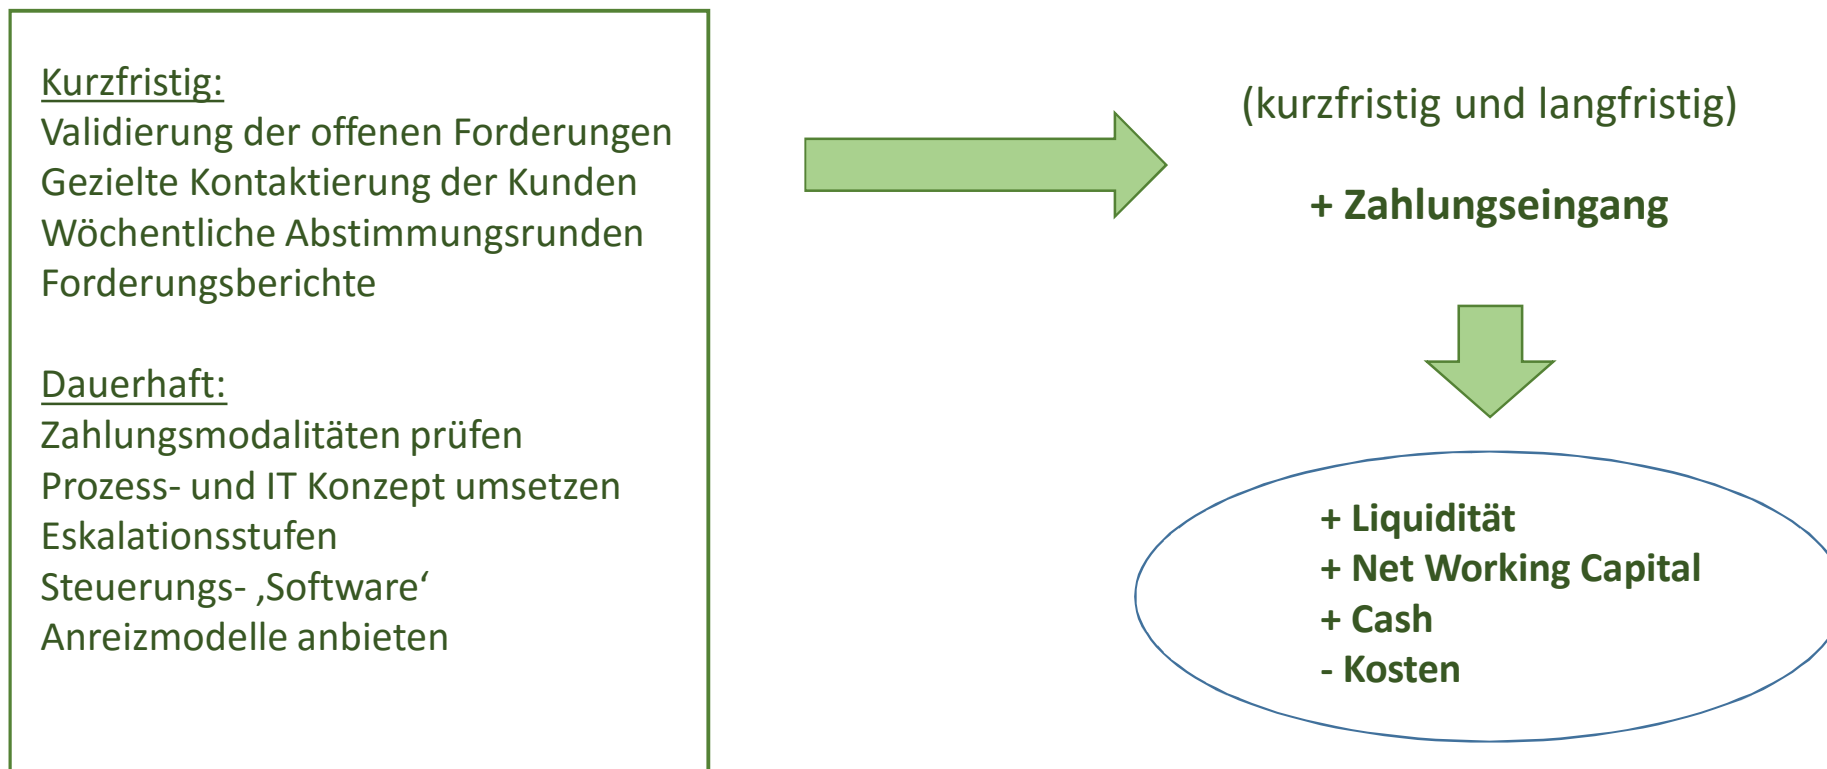 Kurzfristig:
Validierung der offenen Forderungen
Gezielte Kontaktierung der Kunden
Wöchentliche Abstimmungsrunden
Forderungsberichte
Dauerhaft:
Zahlungsmodalitäten prüfen
Prozess- und IT Konzept umsetzen
Eskalationsstufen
Steuerungs- ‚Software‘
Anreizmodelle anbieten
(kurzfristig und langfristig)
+ Zahlungseingang
+ Liquidität
+ Net Working Capital
+ Cash
- Kosten